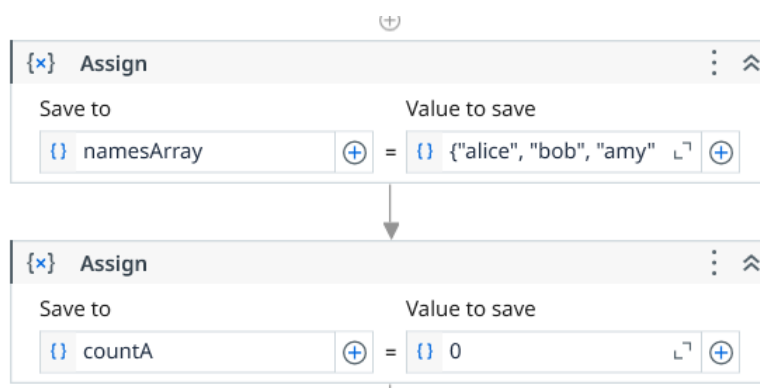 Assign
Save to Value to save
namesArray = {"alice", "bob", "amy"
Assign
Save to Value to save
countA = 0